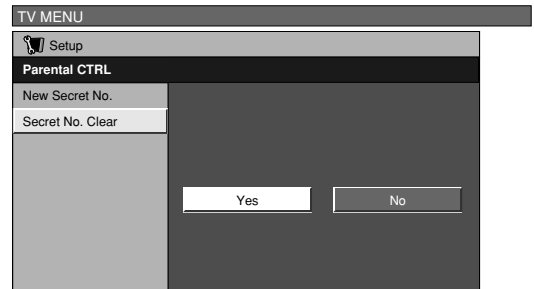 TV MENU
Setup
Parental CTRL
New Secret No.
Secret No. Clear
Yes No